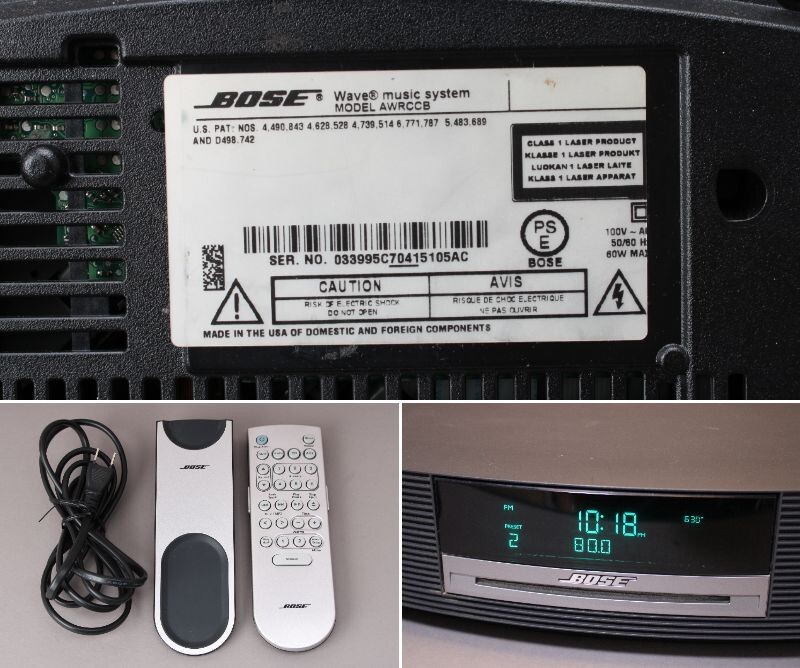 BOSE® Wave® music system
MODEL AWRCCB
U.S. PAT: NOS. 4,490,843 4,628,528 4,739,514 6,771,787 5,483,689
AND D498,742
CLASS 1 LASER PRODUCT
KLASSE 1 LASER PRODUKT
LUOKAN 1 LASER LAITE
KLASS 1 LASER APPARAT
PS
E
BOSE
100V ~ A
50/60 H
60W MAX
SER. NO. 033995C70415105AC
CAUTION
RISK OF ELECTRIC SHOCK
DO NOT OPEN
AVIS
RISQUE DE CHOC ELECTRIQUE
NE PAS OUVRIR
MADE IN THE USA OF DOMESTIC AND FOREIGN COMPONENTS
BOSE
BOSE
FM
10:18 PM
6:30
PRESET
2
80.0
BOSE